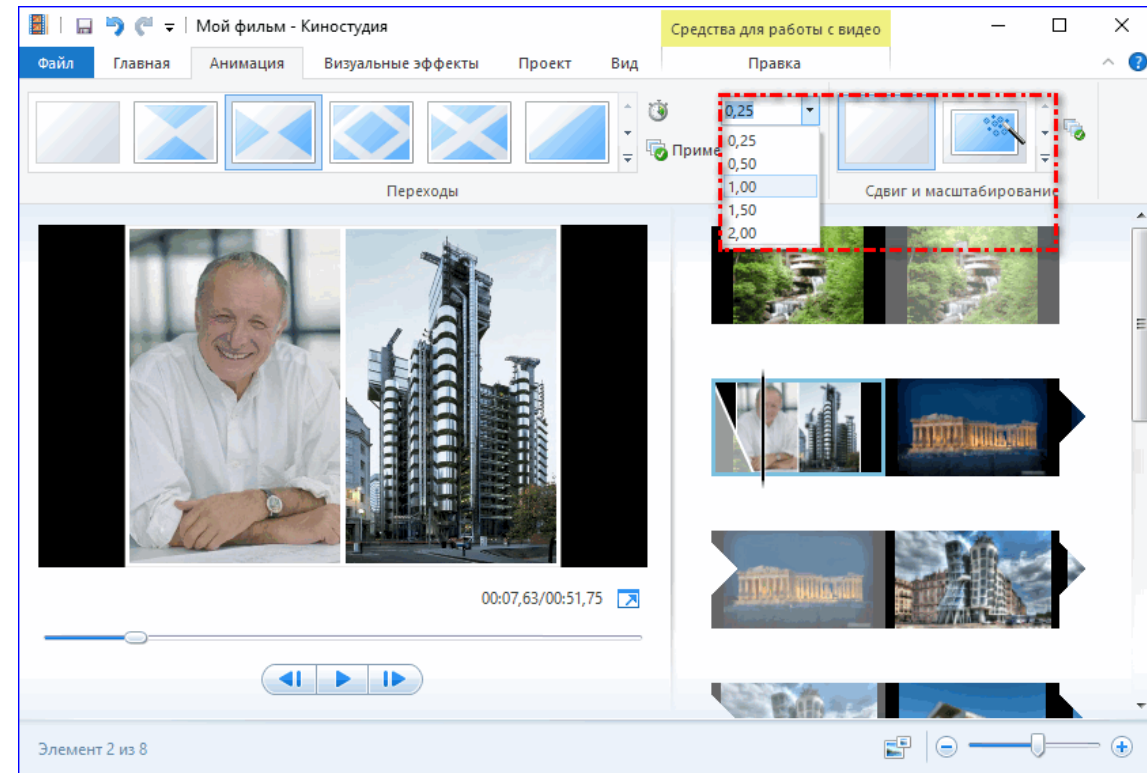 Мой фильм - Киностудия
Средства для работы с видео
Файл
Главная
Анимация
Визуальные эффекты
Проект
Вид
Правка
0,25
0,25
Приме
0,50
1,00
1,50
2,00
Переходы
Сдвиг и масштабирование
00:07,63/00:51,75
Элемент 2 из 8